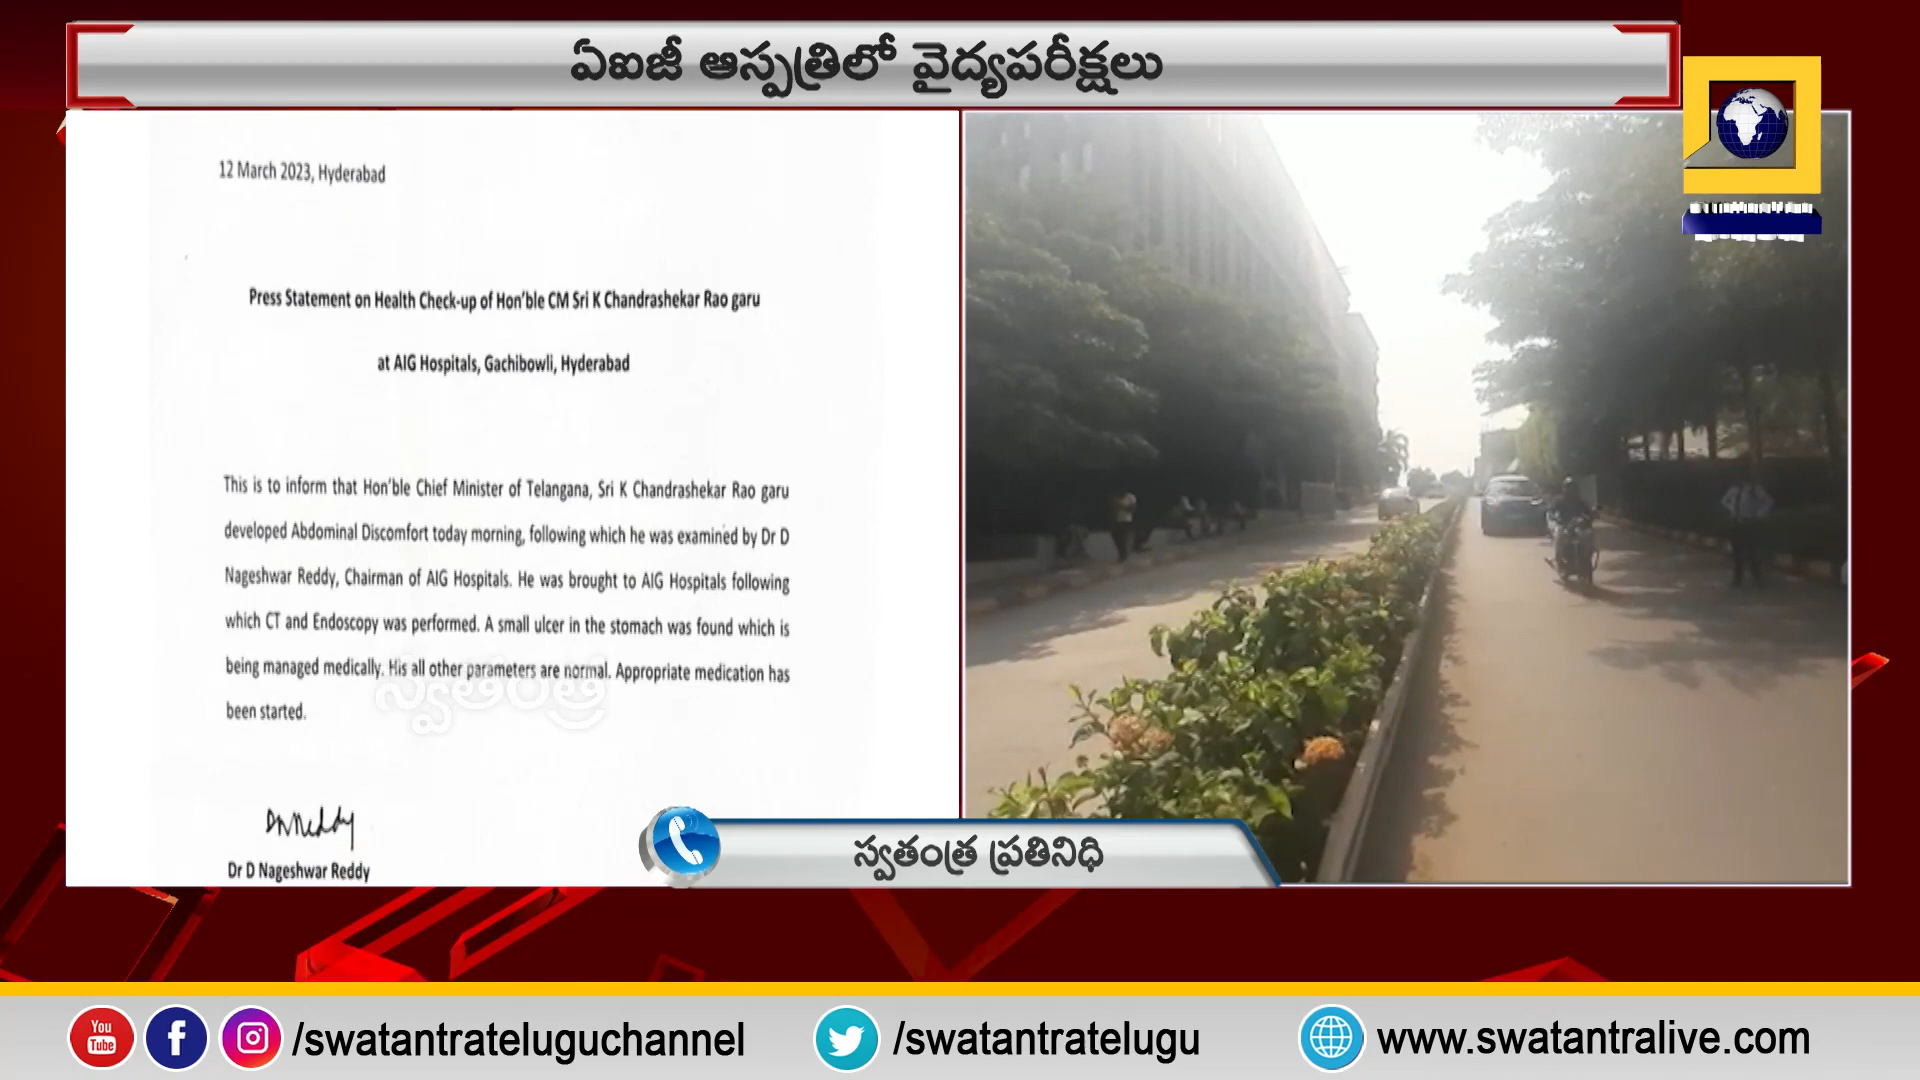 ఏఐజీ ఆస్పత్రిలో వైద్యపరీక్షలు
12 March 2023, Hyderabad
Press Statement on Health Check-up of Hon'ble CM Sri K Chandrashekar Rao garu
at AIG Hospitals, Gachibowli, Hyderabad
This is to inform that Hon'ble Chief Minister of Telangana, Sri K Chandrashekar Rao garu
developed Abdominal Discomfort today morning, following which he was examined by Dr D
Nageshwar Reddy, Chairman of AIG Hospitals. He was brought to AIG Hospitals following
which CT and Endoscopy was performed. A small ulcer in the stomach was found which is
being managed medically. His all other parameters are normal. Appropriate medication has
been started.
స్వతంత్ర
DNReddy
Dr D Nageshwar Reddy
స్వతంత్ర ప్రతినిధి
You
Tube
/swatantrateluguchannel
/swatantratelugu
www.swatantralive.com